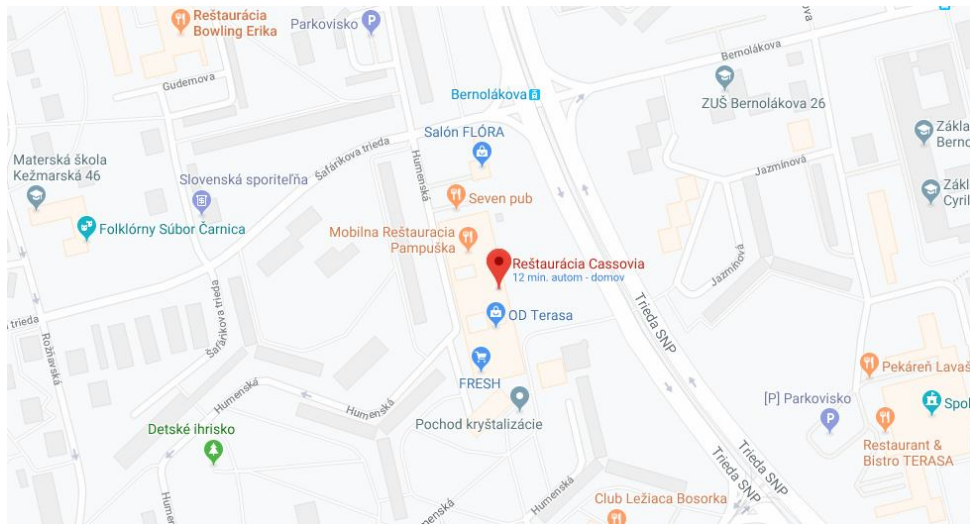 Reštaurácia
Bowling Erika
Parkovisko
Gudernova
Bernolákova
Bernolákova
ZUŠ Bernolákova 26
Salón FLÓRA
Šafárikova trieda
Humenská
Materská škola
Kežmarská 46
Slovenská sporiteľňa
Seven pub
Jazmínová
Folklórny Súbor Čarnica
Mobilna Reštauracia
Pampuška
Reštaurácia Cassovia
12 min. autom - domov
Jazmínová
OD Terasa
a trieda
Šafárikova trieda
Trieda SNP
Rožňavská
FRESH
Pekáreň Lavaš
Humenská
Humenská
[P] Parkovisko
Pochod kryštalizácie
Detské ihrisko
Restaurant &
Bistro TERASA
Trieda SNP
Trieda SNP
Humenská
Club Ležiaca Bosorka